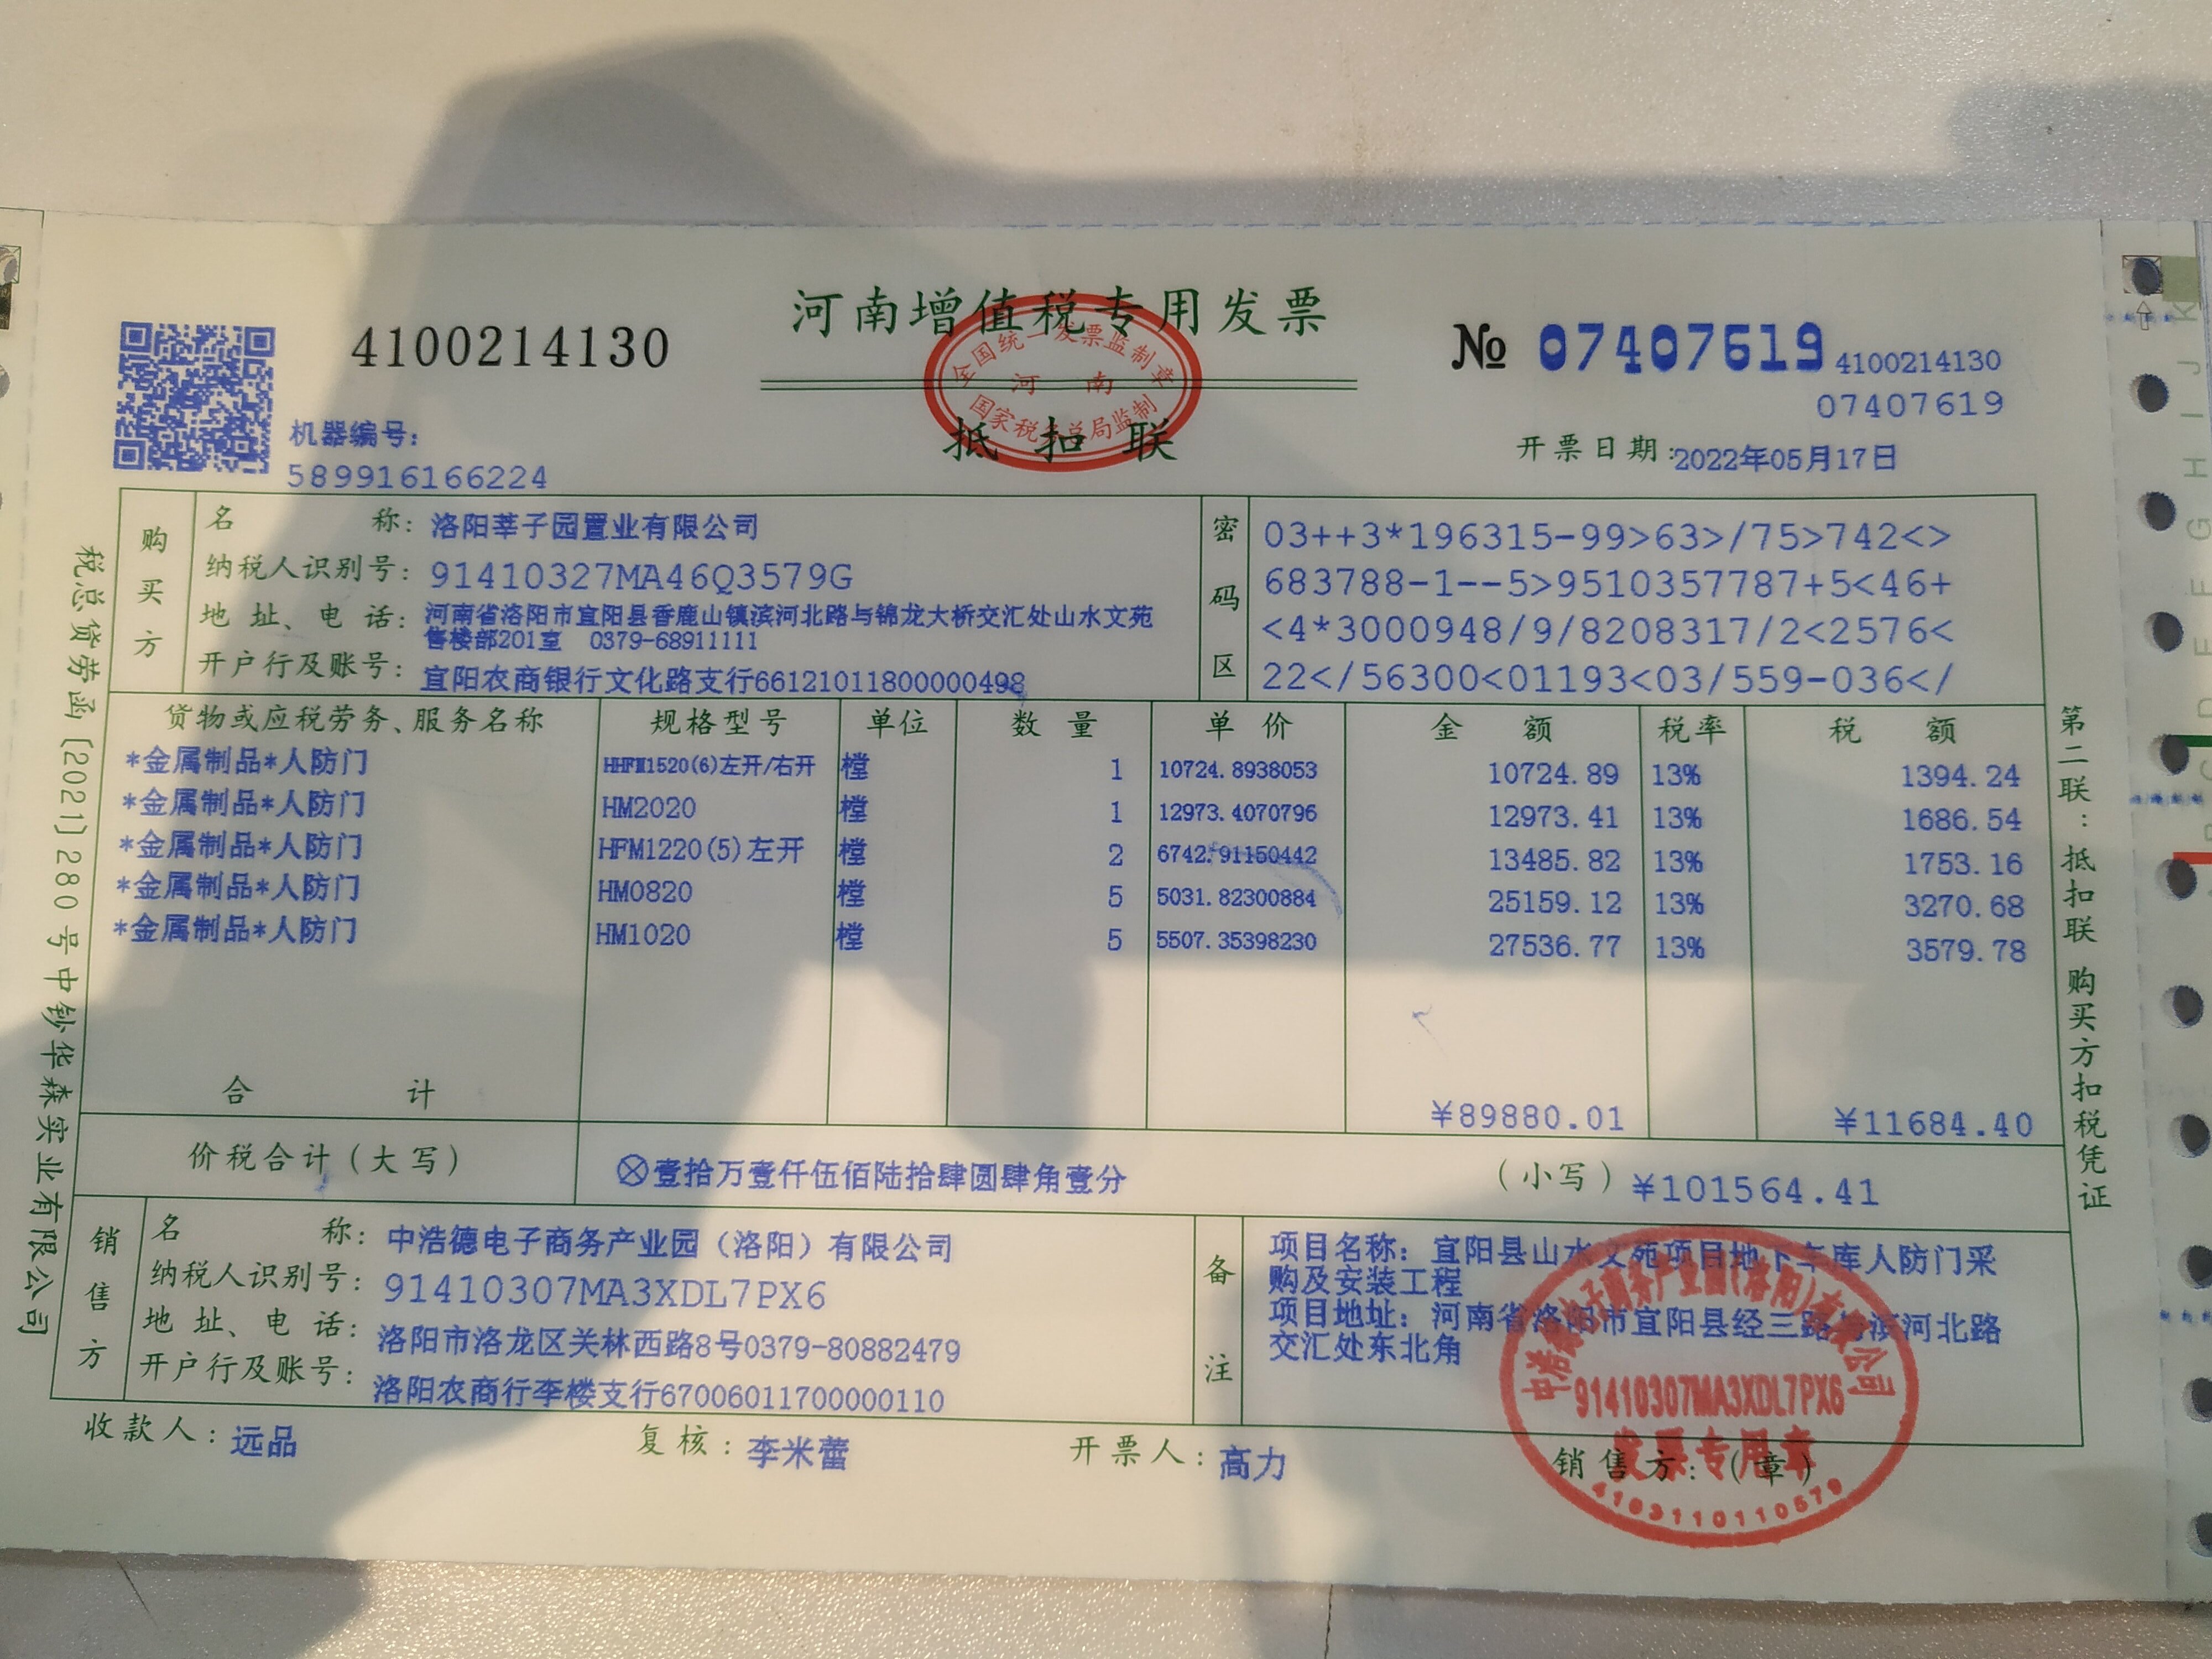 河南增值税专用发票
4100214130
全国统一发票监制章
河 南
国家税务总局监制
抵扣联
№ 07407619
4100214130
07407619
机器编号:
589916166224
开票日期:2022年05月17日
购买方
名 称: 洛阳莘子园置业有限公司
纳税人识别号: 91410327MA46Q3579G
地址、电话: 河南省洛阳市宜阳县香鹿山镇滨河北路与锦龙大桥交汇处山水文苑
售楼部201室 0379-68911111
开户行及账号: 宜阳农商银行文化路支行66121011800000498
密码区
03++3*196315-99>63>/75>742<>
683788-1--5>9510357787+5<46+
<4*3000948/9/8208317/2<2576<
22</56300<01193<03/559-036</
货物或应税劳务、服务名称 规格型号 单位 数量 单价 金额 税率 税额
*金属制品*人防门 HHFM1520(6)左开/右开 樘 1 10724.8938053 10724.89 13% 1394.24
*金属制品*人防门 HM2020 樘 1 12973.4070796 12973.41 13% 1686.54
*金属制品*人防门 HFM1220(5)左开 樘 2 6742.91150442 13485.82 13% 1753.16
*金属制品*人防门 HM0820 樘 5 5031.82300884 25159.12 13% 3270.68
*金属制品*人防门 HM1020 樘 5 5507.35398230 27536.77 13% 3579.78
合 计 ¥89880.01 ¥11684.40
价税合计(大写) ⊗壹拾万壹仟伍佰陆拾肆圆肆角壹分 (小写) ¥101564.41
销售方
名 称: 中浩德电子商务产业园（洛阳）有限公司
纳税人识别号: 91410307MA3XDL7PX6
地址、电话: 洛阳市洛龙区关林西路8号0379-80882479
开户行及账号: 洛阳农商行李楼支行67006011700000110
备注
项目名称：宜阳县山水文苑项目地下车库人防门采
购及安装工程
项目地址：河南省洛阳市宜阳县经三路与滨河北路
交汇处东北角
中浩德电子商务产业园(洛阳)有限公司
91410307MA3XDL7PX6
发票专用章
4103110110579
收款人: 远品 复核: 李米蕾 开票人: 高力 销售方:(章)
税总货劳函〔2021〕280号中钞华森实业有限公司
第二联:抵扣联 购买方扣税凭证